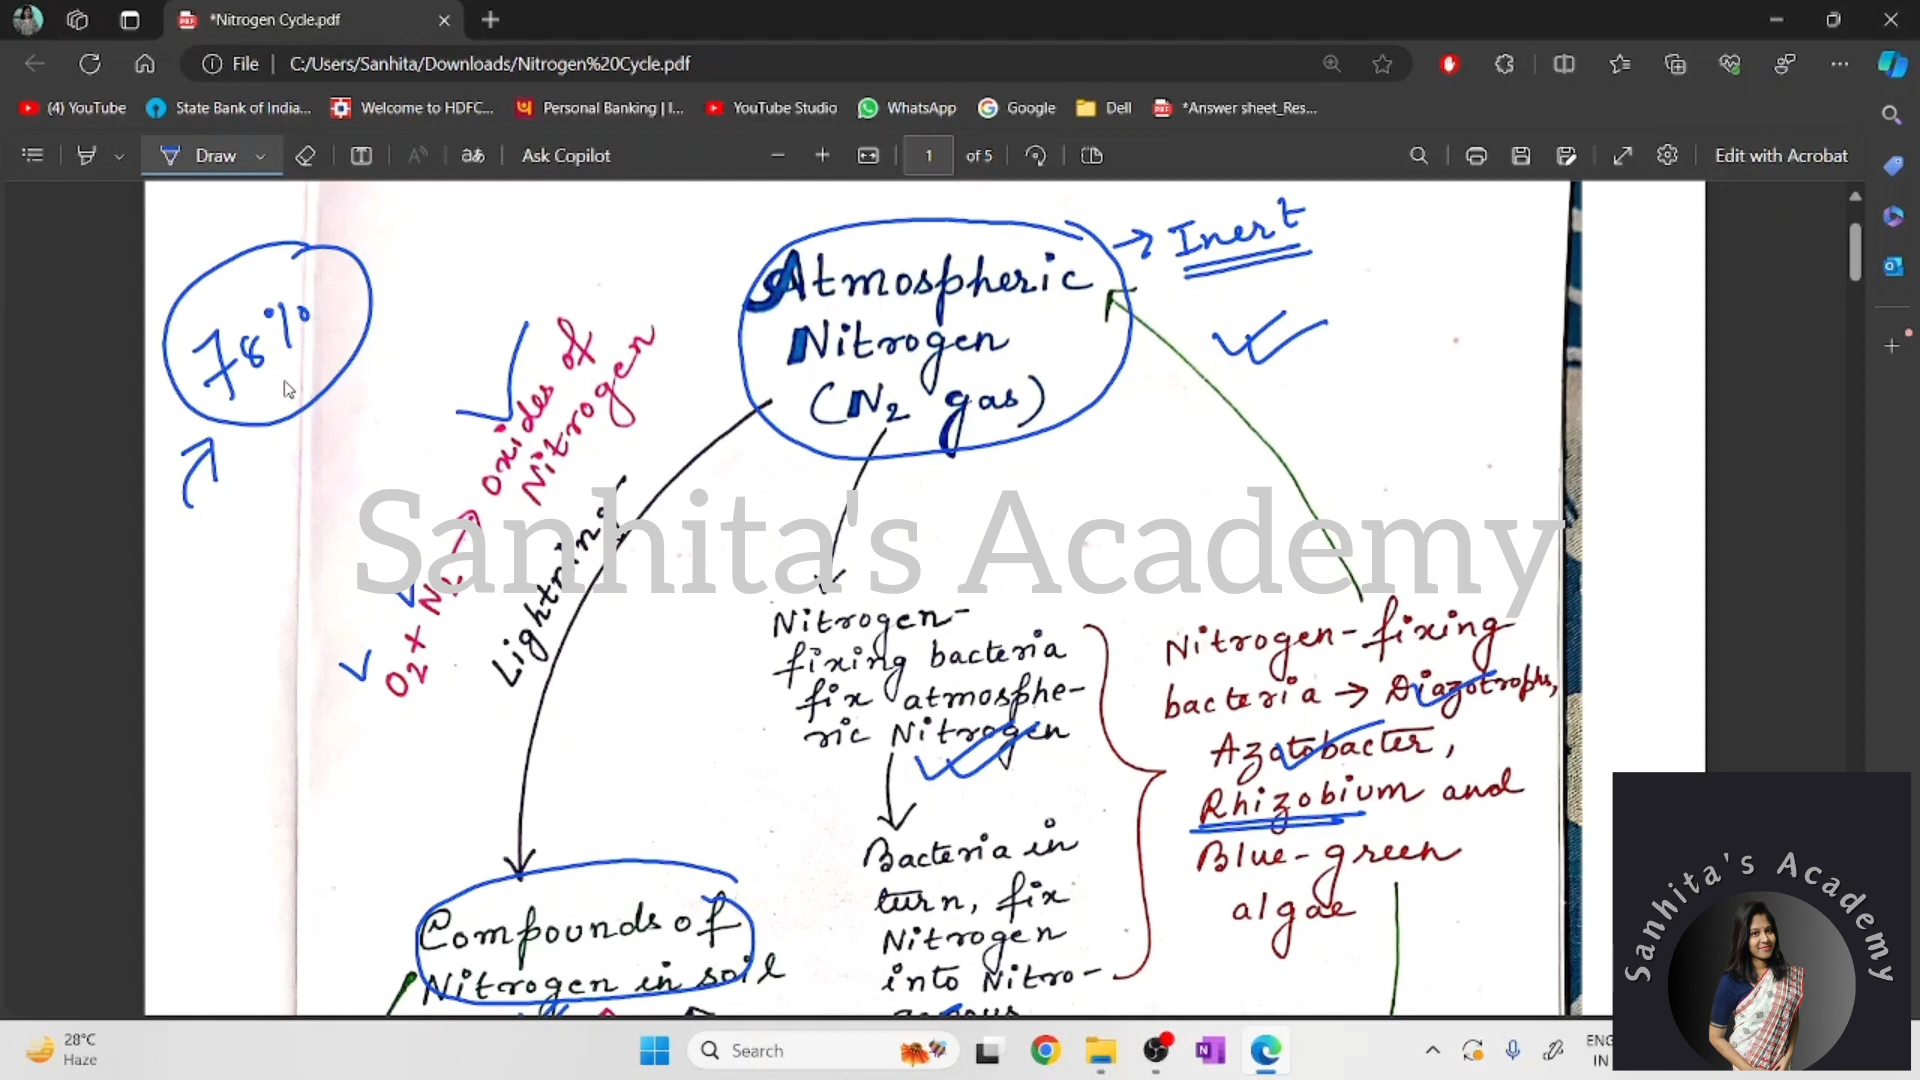 *Nitrogen Cycle.pdf
File
C:/Users/Sanhita/Downloads/Nitrogen%20Cycle.pdf
(4) YouTube
State Bank of India...
Welcome to HDFC...
Personal Banking | I...
YouTube Studio
WhatsApp
Google
Dell
*Answer sheet_Res...
Draw
Ask Copilot
1
of 5
Edit with Acrobat
78%
→ Inert
Atmospheric
Nitrogen
(N2 gas)
O2 + N2 → Oxides of
Nitrogen
Lightning
Sanhita's Academy
Nitrogen-
fixing bacteria
fix atmosphe-
ric Nitrogen
Bacteria in
turn, fix
Nitrogen
into Nitro-
Nitrogen-fixing
bacteria → Diazotrophs,
Azotobacter,
Rhizobium and
Blue-green
algae
Compounds of
Nitrogen in soil
Sanhita's Academy
28°C
Haze
Search
ENG
IN